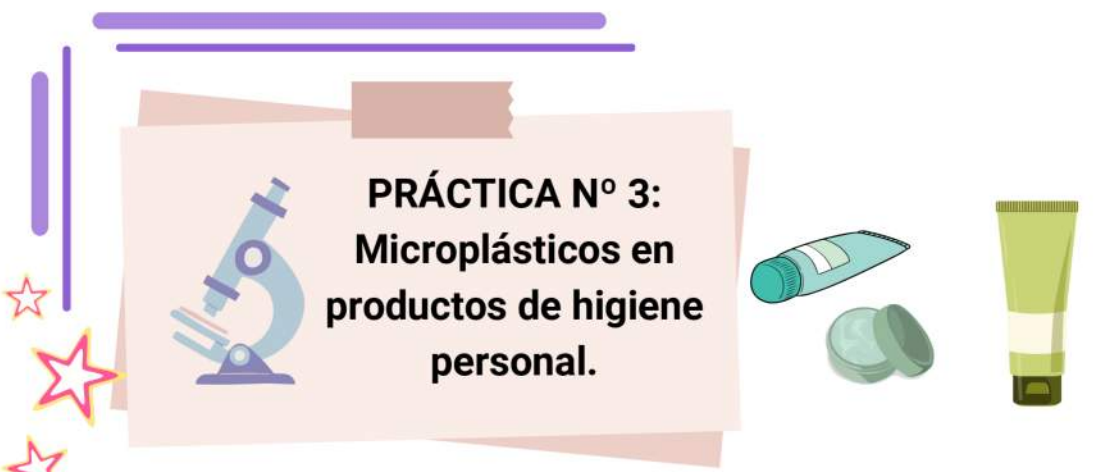 PRÁCTICA Nº 3:
Microplásticos en
productos de higiene
personal.